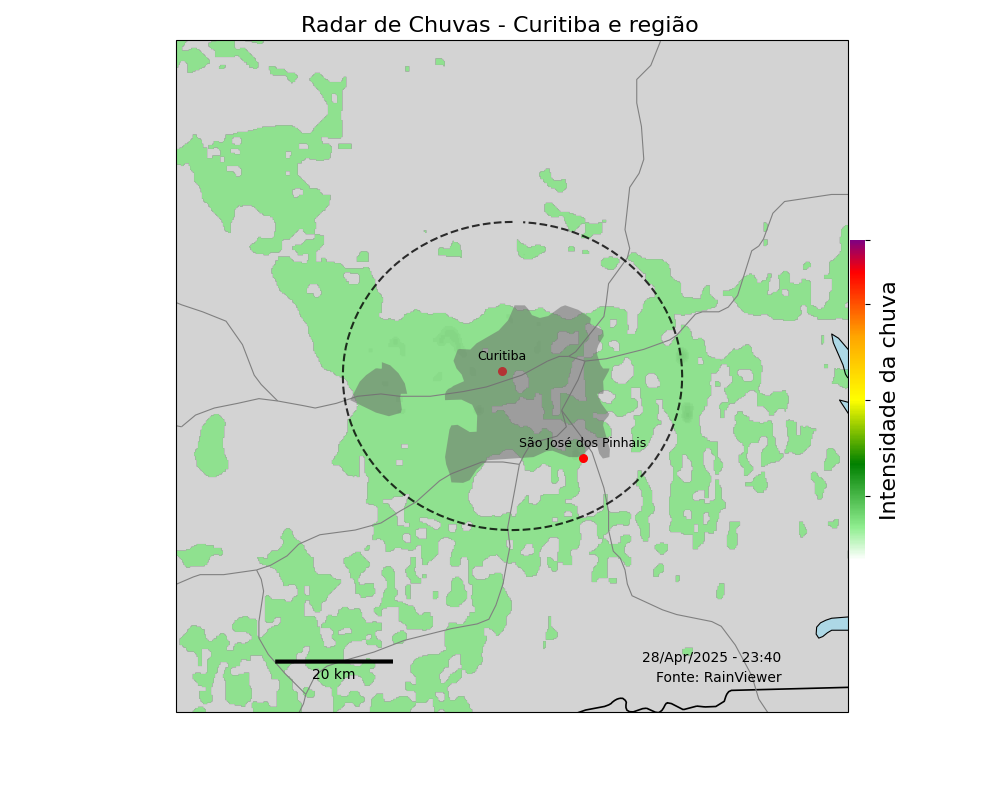 Radar de Chuvas - Curitiba e região
Curitiba
São José dos Pinhais
Intensidade da chuva
20 km
28/Apr/2025 - 23:40
Fonte: RainViewer